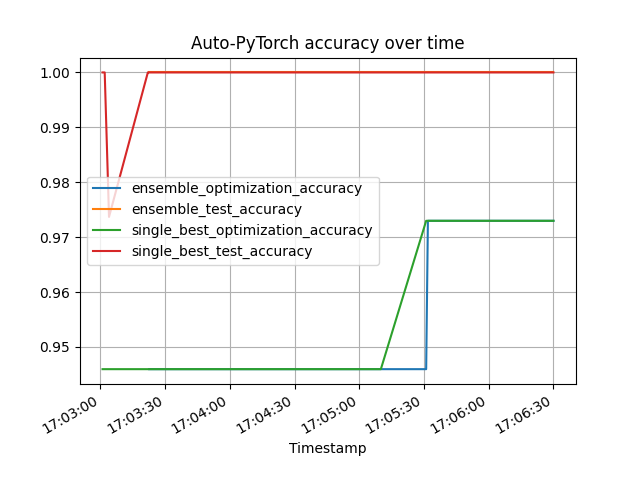 Auto-PyTorch accuracy over time
1.00
0.99
0.98
0.97
0.96
0.95
ensemble_optimization_accuracy
ensemble_test_accuracy
single_best_optimization_accuracy
single_best_test_accuracy
17:03:00
17:03:30
17:04:00
17:04:30
17:05:00
17:05:30
17:06:00
17:06:30
Timestamp